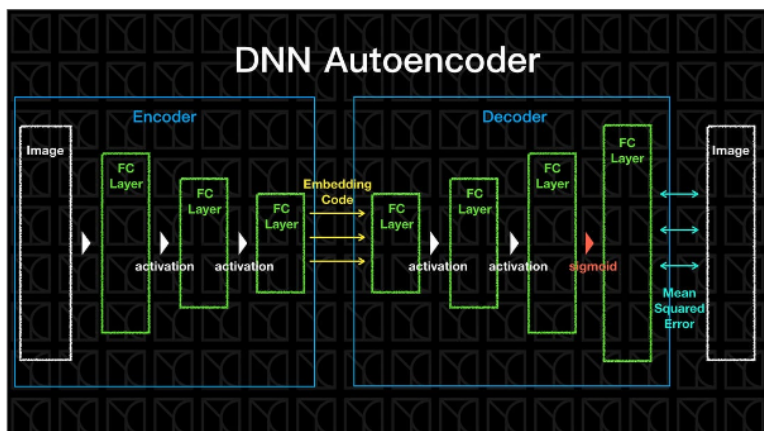 DNN Autoencoder
Encoder
Decoder
Image
FC
Layer
activation
FC
Layer
activation
FC
Layer
Embedding
Code
FC
Layer
activation
FC
Layer
activation
FC
Layer
sigmoid
FC
Layer
Mean
Squared
Error
Image